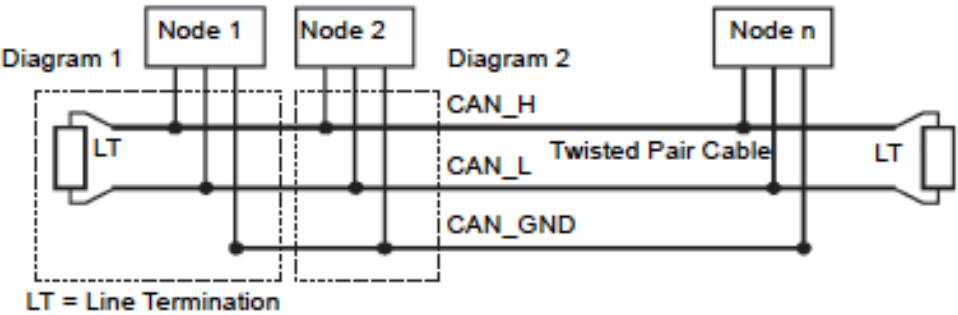 Node 1
Node 2
Node n
Diagram 1
Diagram 2
CAN_H
LT
Twisted Pair Cable
LT
CAN_L
CAN_GND
LT = Line Termination